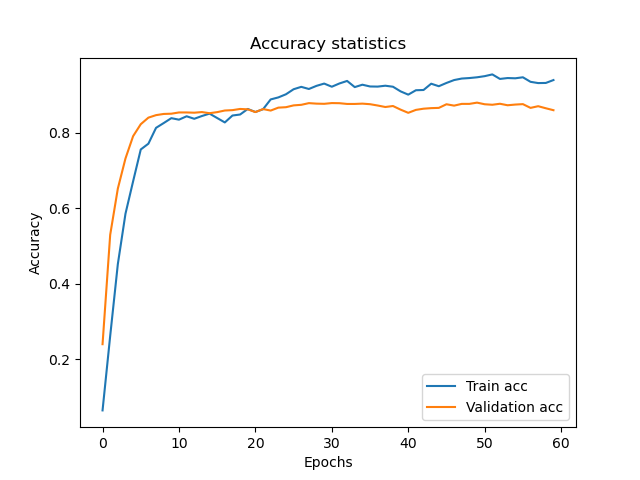 Accuracy statistics
0.8
0.6
0.4
0.2
Accuracy
Train acc
Validation acc
0 10 20 30 40 50 60
Epochs